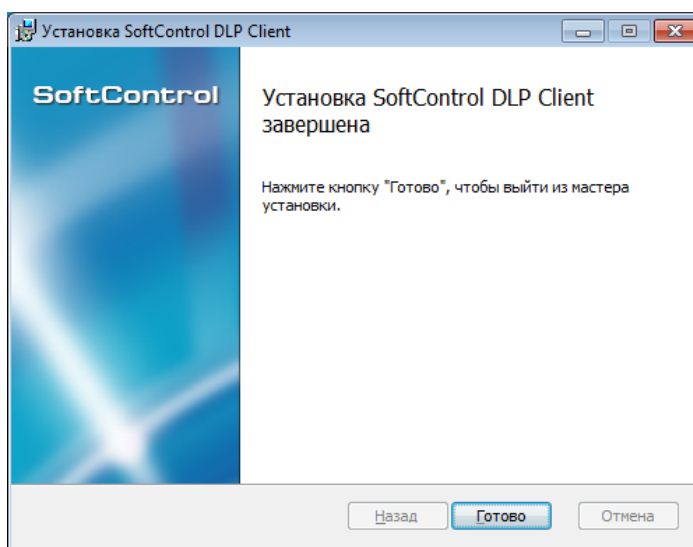 Установка SoftControl DLP Client
SoftControl
Установка SoftControl DLP Client
завершена
Нажмите кнопку "Готово", чтобы выйти из мастера
установки.
Назад
Готово
Отмена